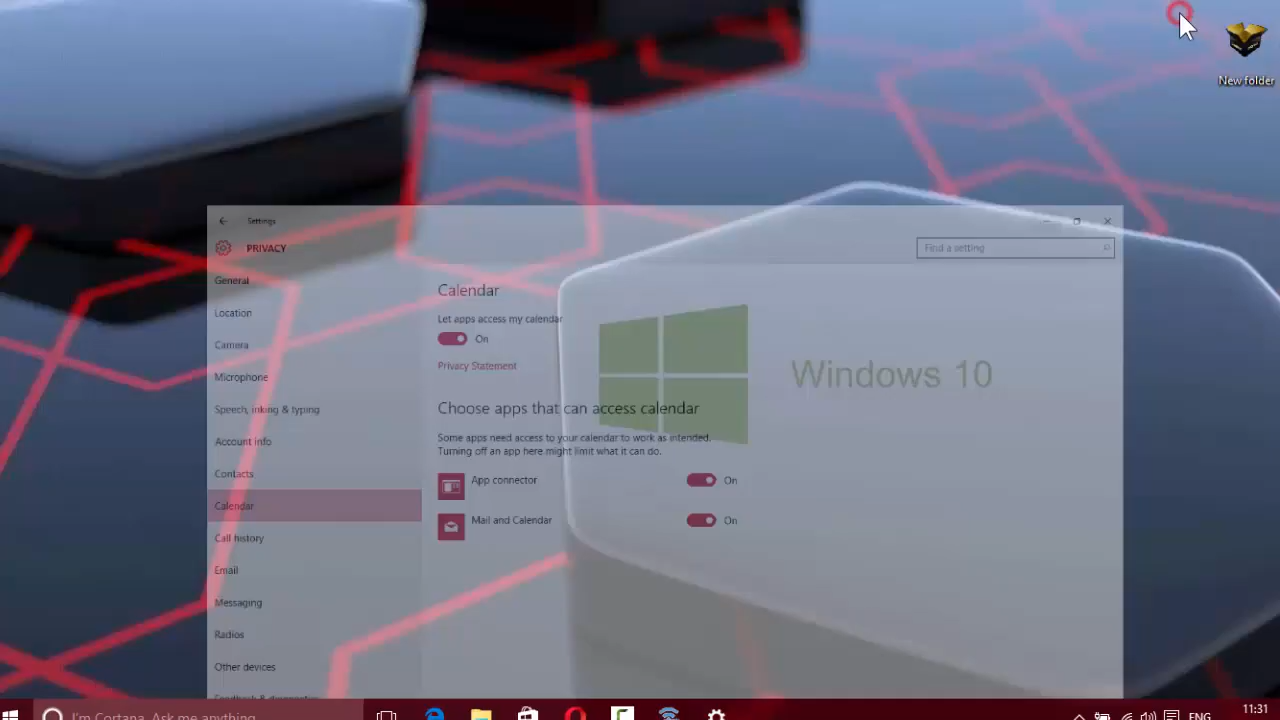 New folder
Settings
PRIVACY
Find a setting
General
Location
Camera
Microphone
Speech, inking & typing
Account info
Contacts
Calendar
Call history
Email
Messaging
Radios
Other devices
Feedback & diagnostics
Calendar
Let apps access my calendar
On
Privacy Statement
Choose apps that can access calendar
Some apps need access to your calendar to work as intended.
Turning off an app here might limit what it can do.
App connector On
Mail and Calendar On
Windows 10
I'm Cortana. Ask me anything.
ENG
11:31